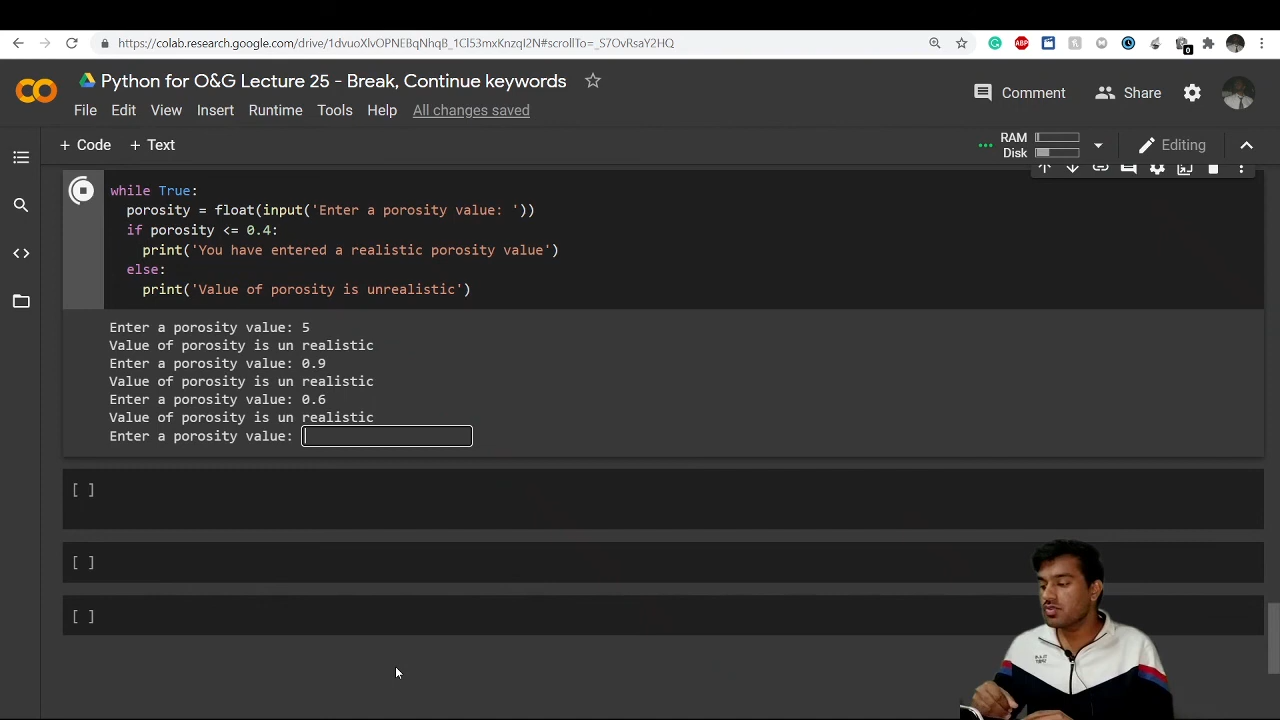 https://colab.research.google.com/drive/1dvuoXlvOPNEBqNhqB_1Cl53mxKnzqI2N#scrollTo=_S7OvRsaY2HQ
Python for O&G Lecture 25 - Break, Continue keywords
File Edit View Insert Runtime Tools Help All changes saved
Comment Share
+ Code + Text
RAM
Disk
Editing
while True:
porosity = float(input('Enter a porosity value: '))
if porosity <= 0.4:
print('You have entered a realistic porosity value')
else:
print('Value of porosity is unrealistic')
Enter a porosity value: 5
Value of porosity is un realistic
Enter a porosity value: 0.9
Value of porosity is un realistic
Enter a porosity value: 0.6
Value of porosity is un realistic
Enter a porosity value:
[ ]
[ ]
[ ]